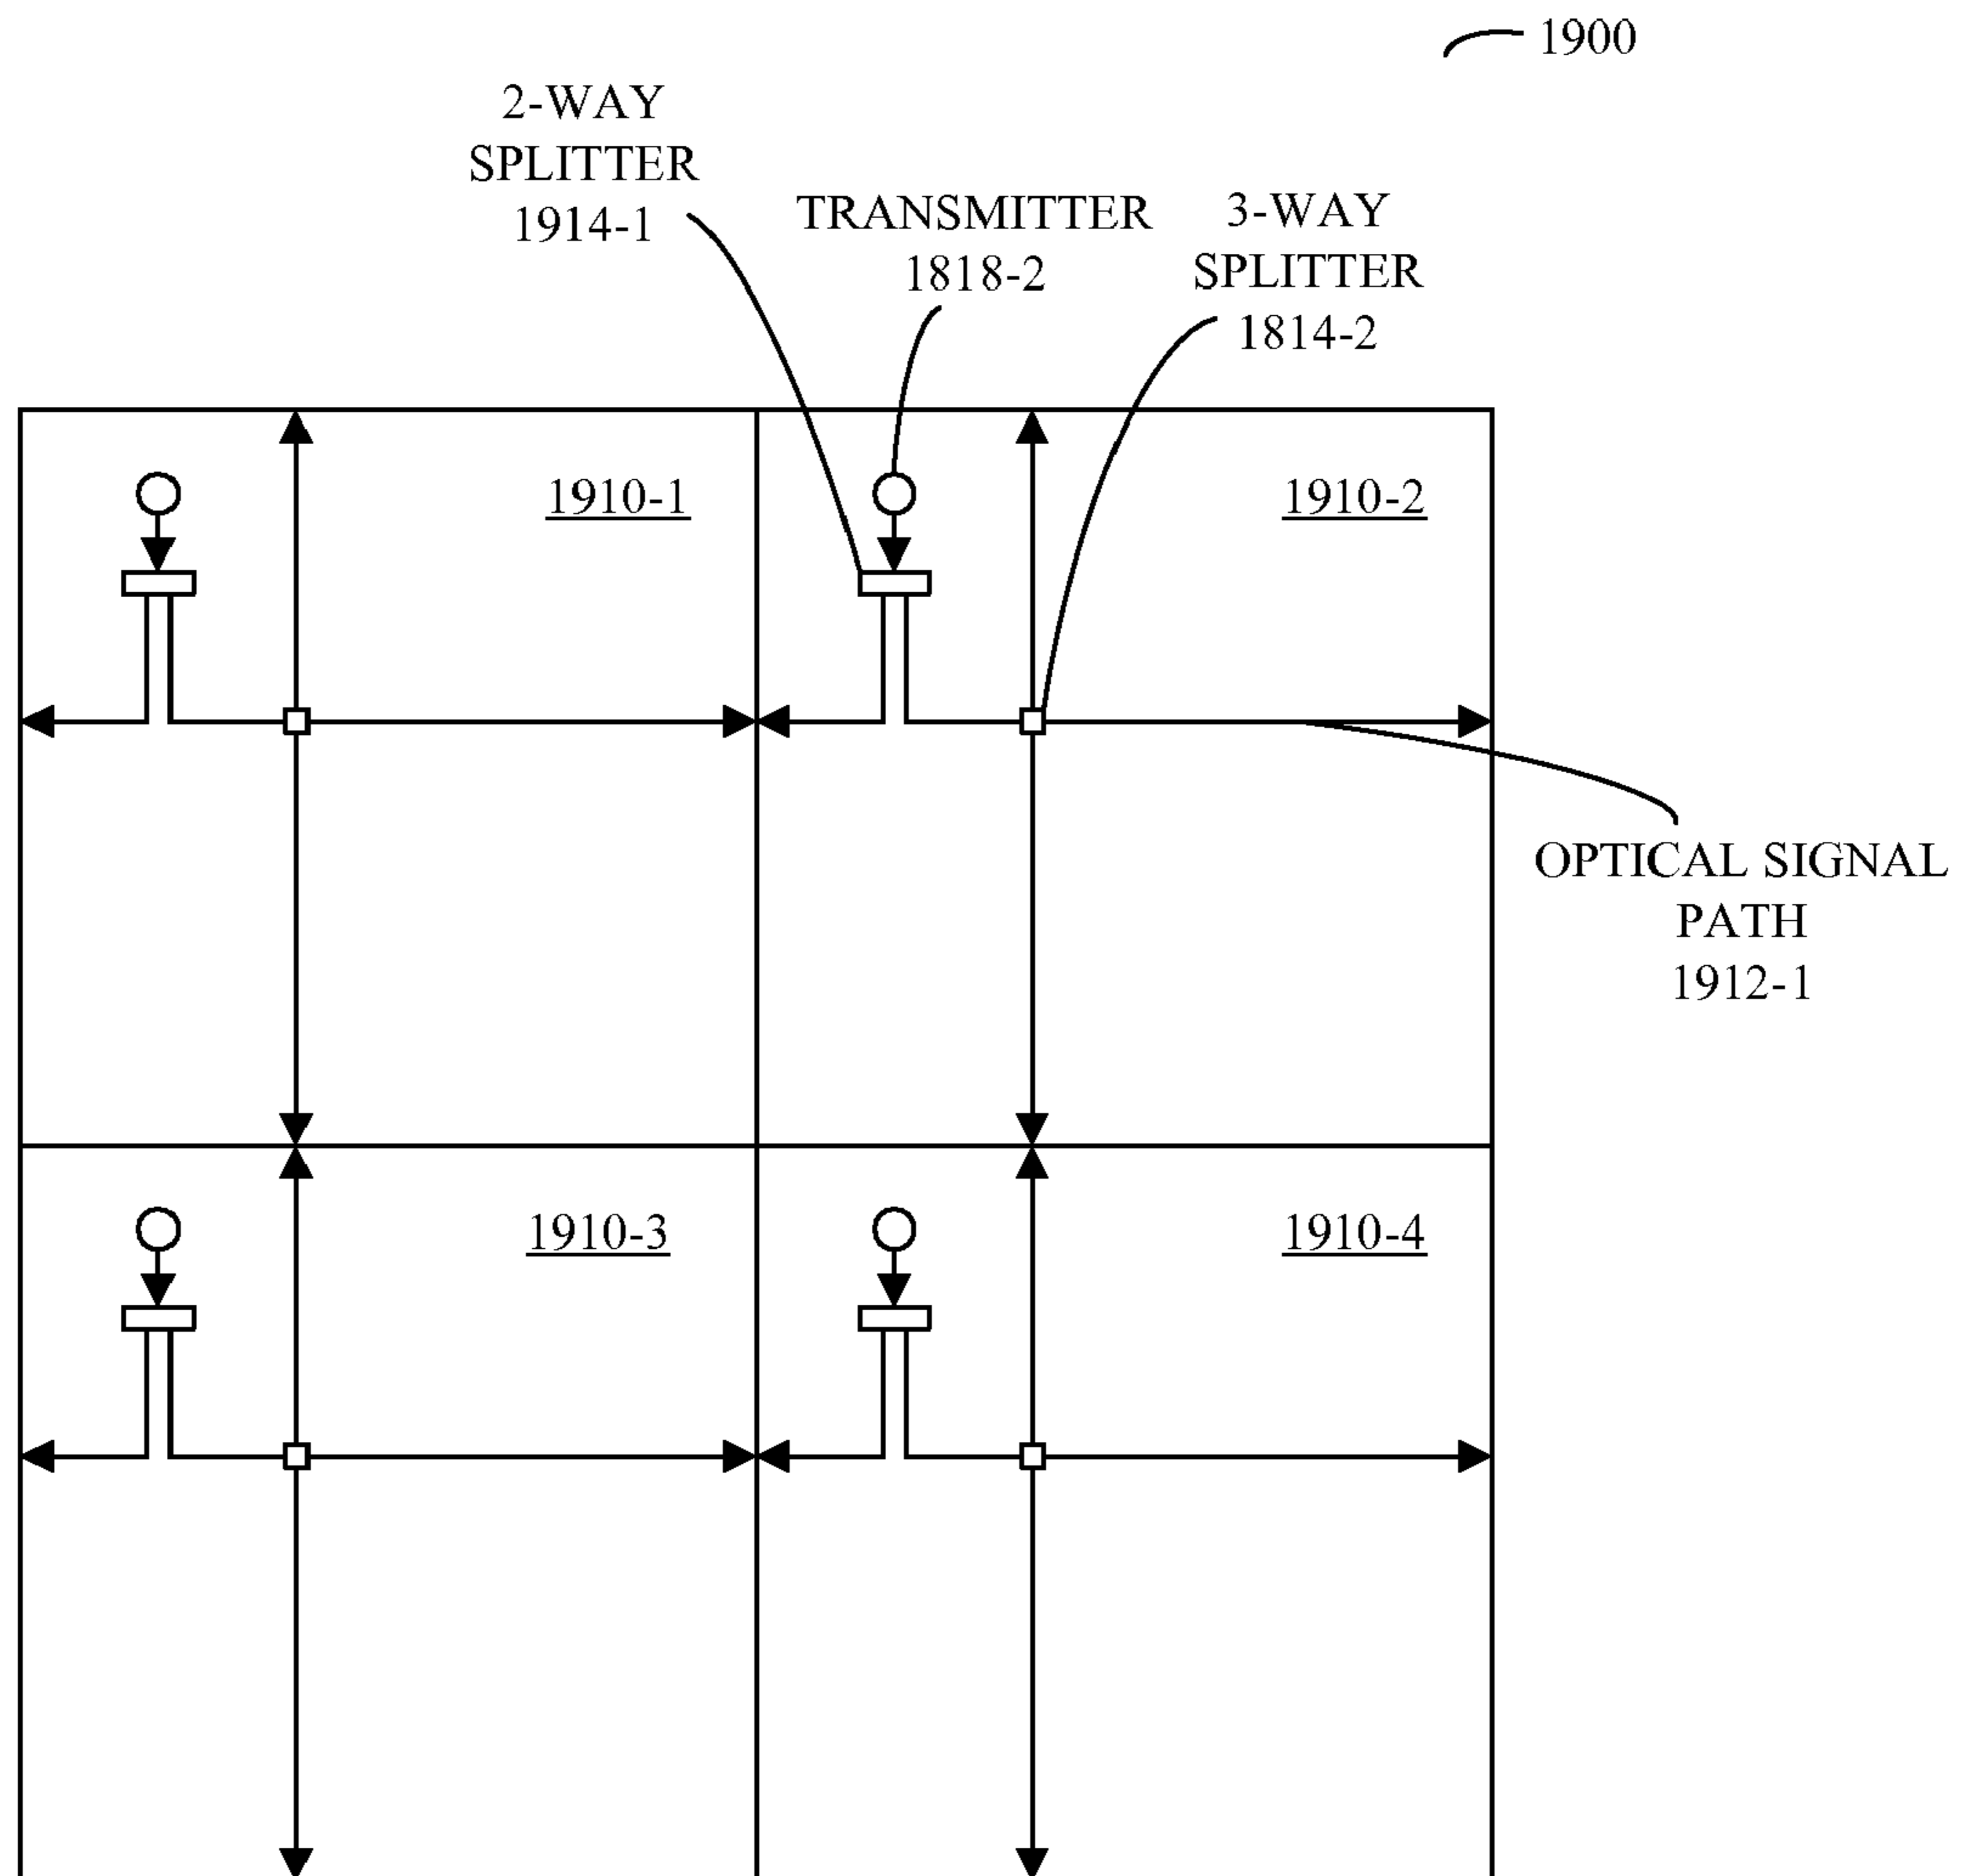 1900
2-WAY
SPLITTER
1914-1
TRANSMITTER
1818-2
3-WAY
SPLITTER
1814-2
1910-1
1910-2
OPTICAL SIGNAL
PATH
1912-1
1910-3
1910-4